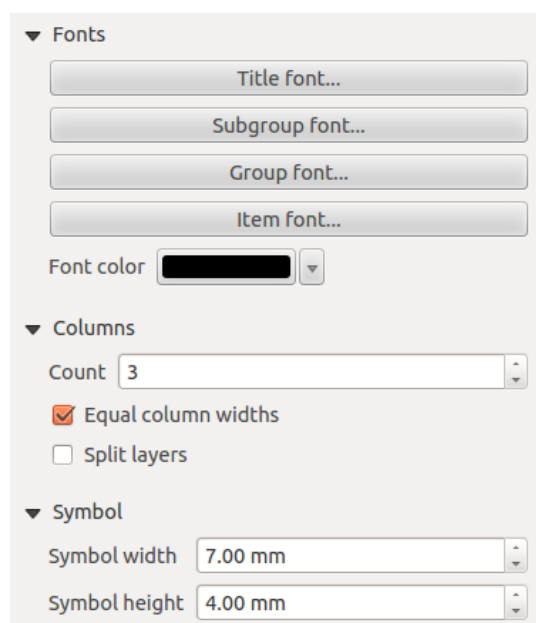 Fonts
Title font...
Subgroup font...
Group font...
Item font...
Font color
Columns
Count 3
Equal column widths
Split layers
Symbol
Symbol width 7.00 mm
Symbol height 4.00 mm